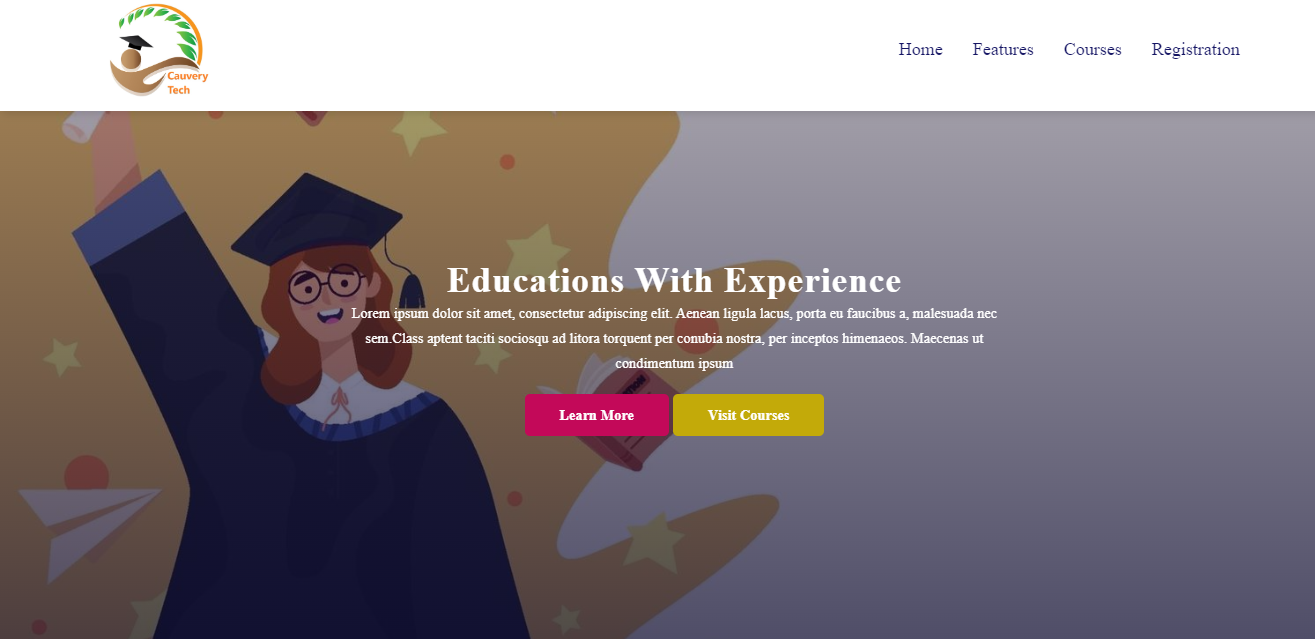 Cauvery
Tech
Home Features Courses Registration
Educations With Experience
Lorem ipsum dolor sit amet, consectetur adipiscing elit. Aenean ligula lacus, porta eu faucibus a, malesuada nec
sem.Class aptent taciti sociosqu ad litora torquent per conubia nostra, per inceptos himenaeos. Maecenas ut
condimentum ipsum
Learn More Visit Courses